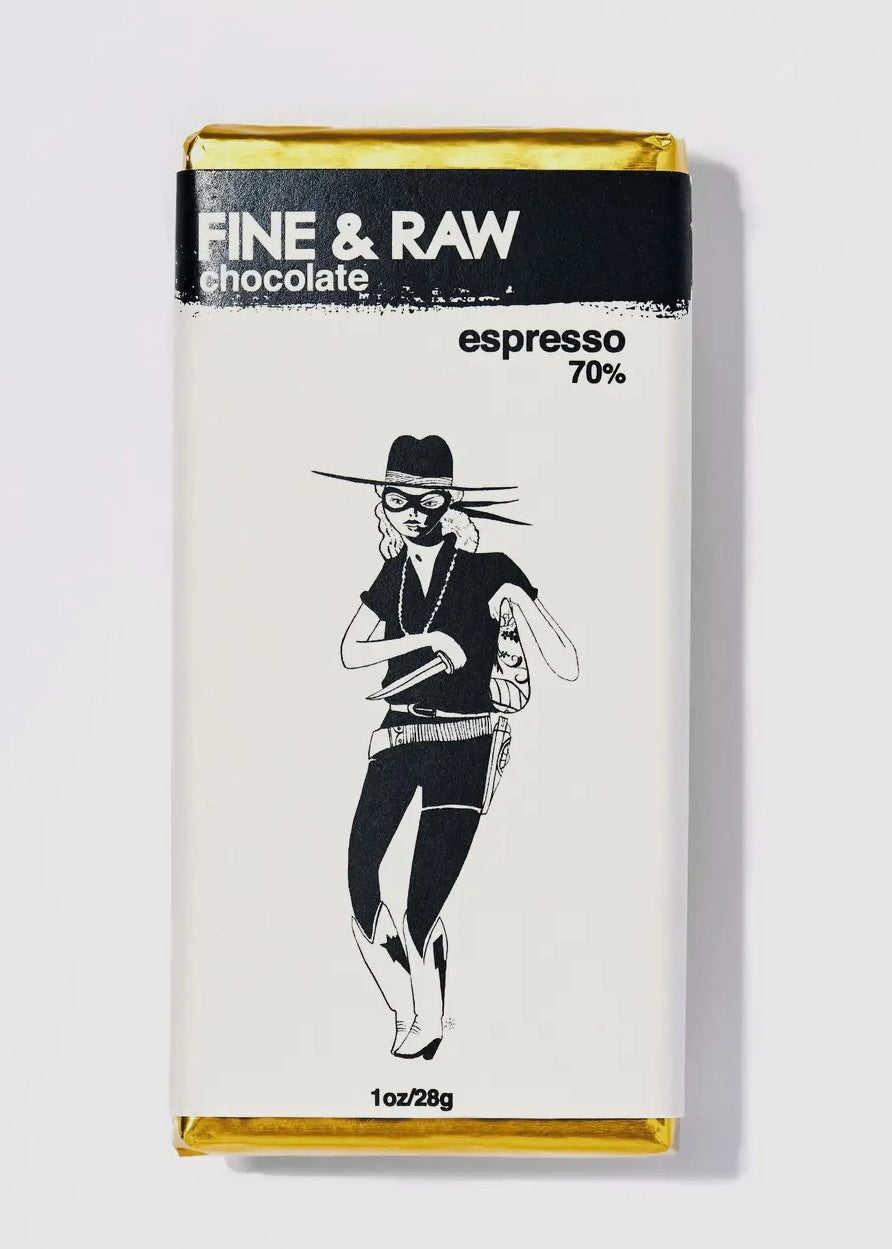 FINE & RAW
chocolate
espresso
70%
1oz/28g